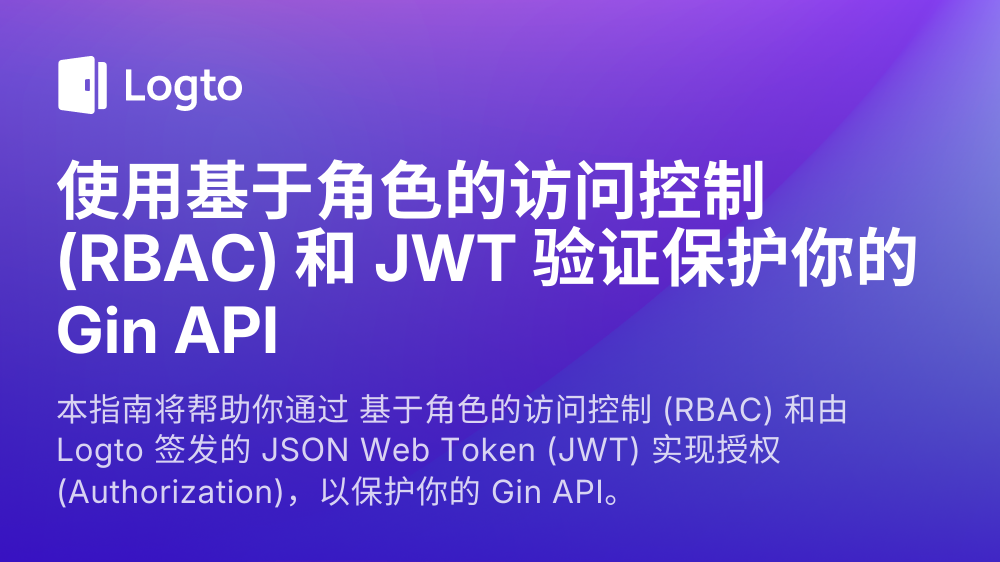 Logto
使用基于角色的访问控制
(RBAC) 和 JWT 验证保护你的
Gin API
本指南将帮助你通过 基于角色的访问控制 (RBAC) 和由
Logto 签发的 JSON Web Token (JWT) 实现授权
(Authorization)，以保护你的 Gin API。